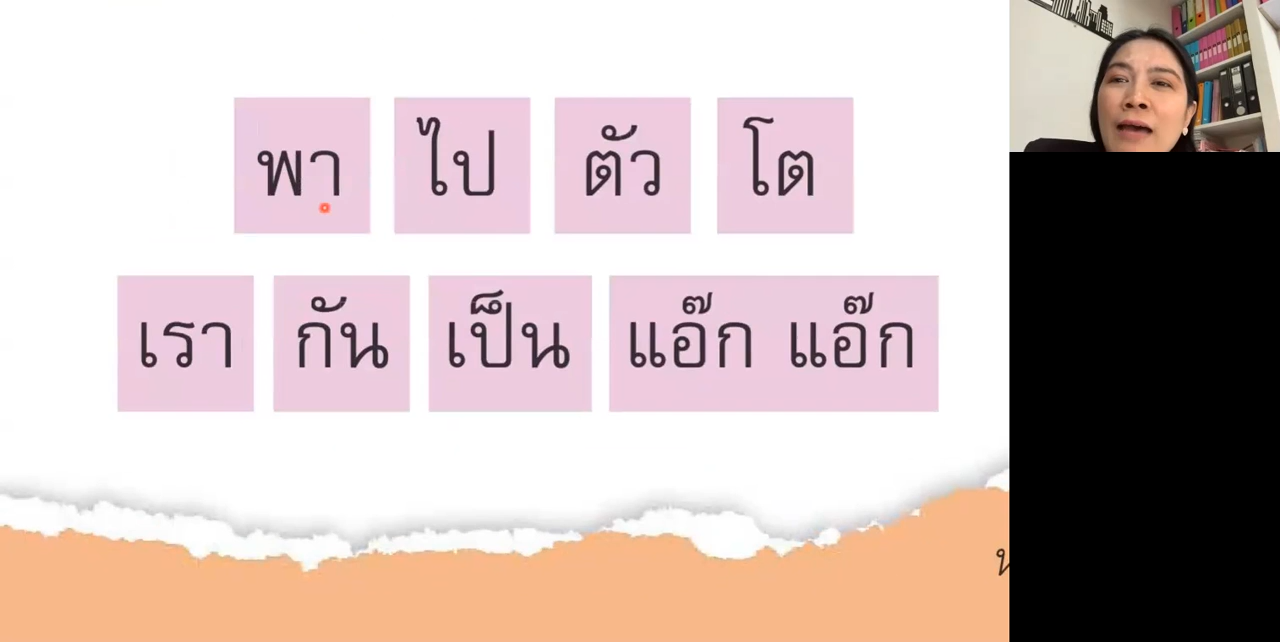 พา ไป ตัว โต
เรา กัน เป็น แอ๊ก แอ๊ก